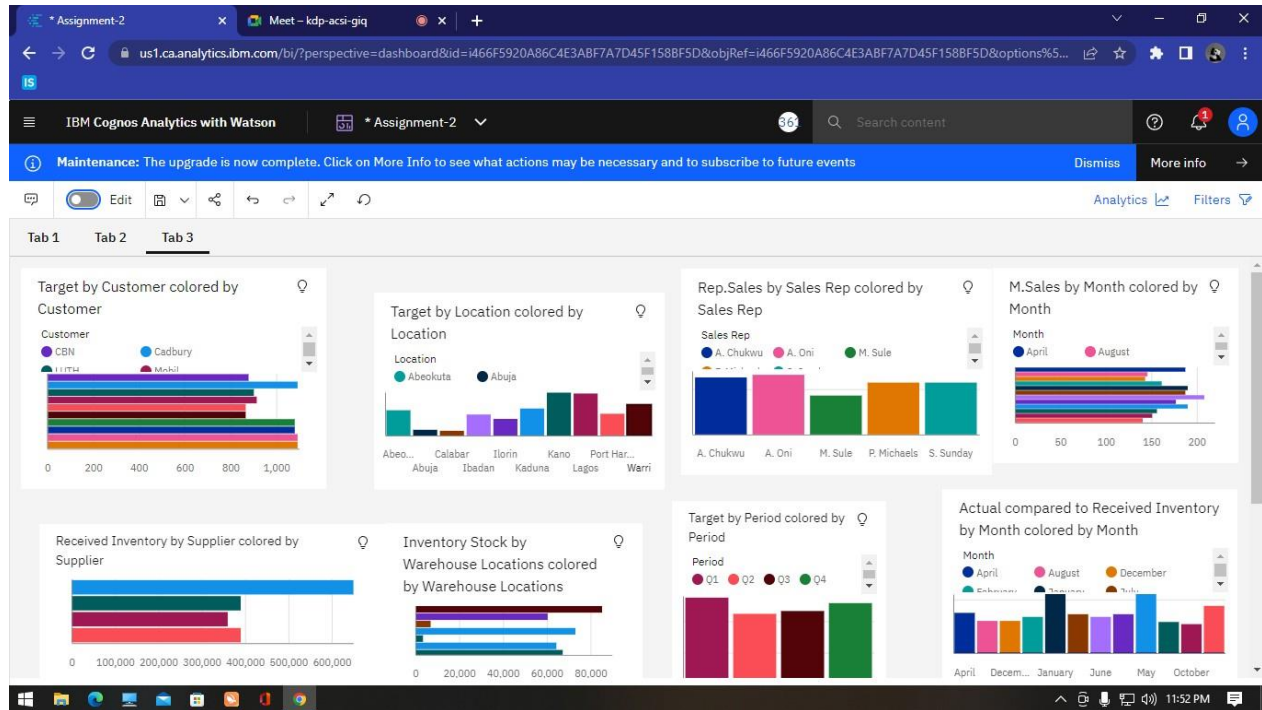 * Assignment-2
Meet – kdp-acsi-giq
us1.ca.analytics.ibm.com/bi/?perspective=dashboard&id=i466F5920A86C4E3ABF7A7D45F158BF5D&objRef=i466F5920A86C4E3ABF7A7D45F158BF5D&options%5...
IS
IBM Cognos Analytics with Watson
* Assignment-2
361
Search content
1
Maintenance: The upgrade is now complete. Click on More Info to see what actions may be necessary and to subscribe to future events
Dismiss
More info
Edit
Analytics
Filters
Tab 1
Tab 2
Tab 3
Target by Customer colored by
Customer
Customer
CBN Cadbury
LUTH Mobil
0 200 400 600 800 1,000
Target by Location colored by
Location
Location
Abeokuta Abuja
Abeo... Calabar Ilorin Kano Port Har...
Abuja Ibadan Kaduna Lagos Warri
Rep.Sales by Sales Rep colored by
Sales Rep
Sales Rep
A. Chukwu A. Oni M. Sule
A. Chukwu A. Oni M. Sule P. Michaels S. Sunday
M.Sales by Month colored by
Month
Month
April August
0 50 100 150 200
Received Inventory by Supplier colored by
Supplier
0 100,000 200,000 300,000 400,000 500,000 600,000
Inventory Stock by
Warehouse Locations colored
by Warehouse Locations
0 20,000 40,000 60,000 80,000
Target by Period colored by
Period
Period
Q1 Q2 Q3 Q4
Actual compared to Received Inventory
by Month colored by Month
Month
April August December
February January July
April Decem... January June May October
11:52 PM